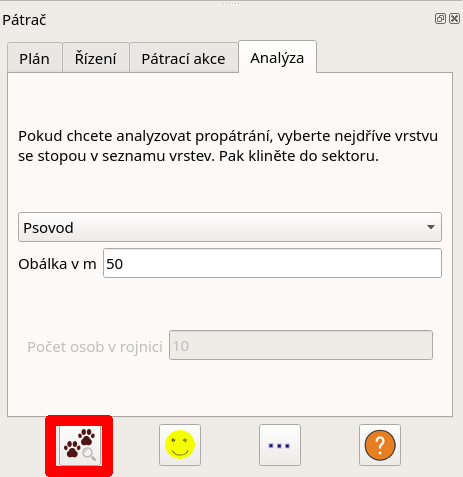 Pátrač
Plán Řízení Pátrací akce Analýza
Pokud chcete analyzovat propátrání, vyberte nejdříve vrstvu
se stopou v seznamu vrstev. Pak kliněte do sektoru.
Psovod
Obálka v m 50
Počet osob v rojnici 10
...
?